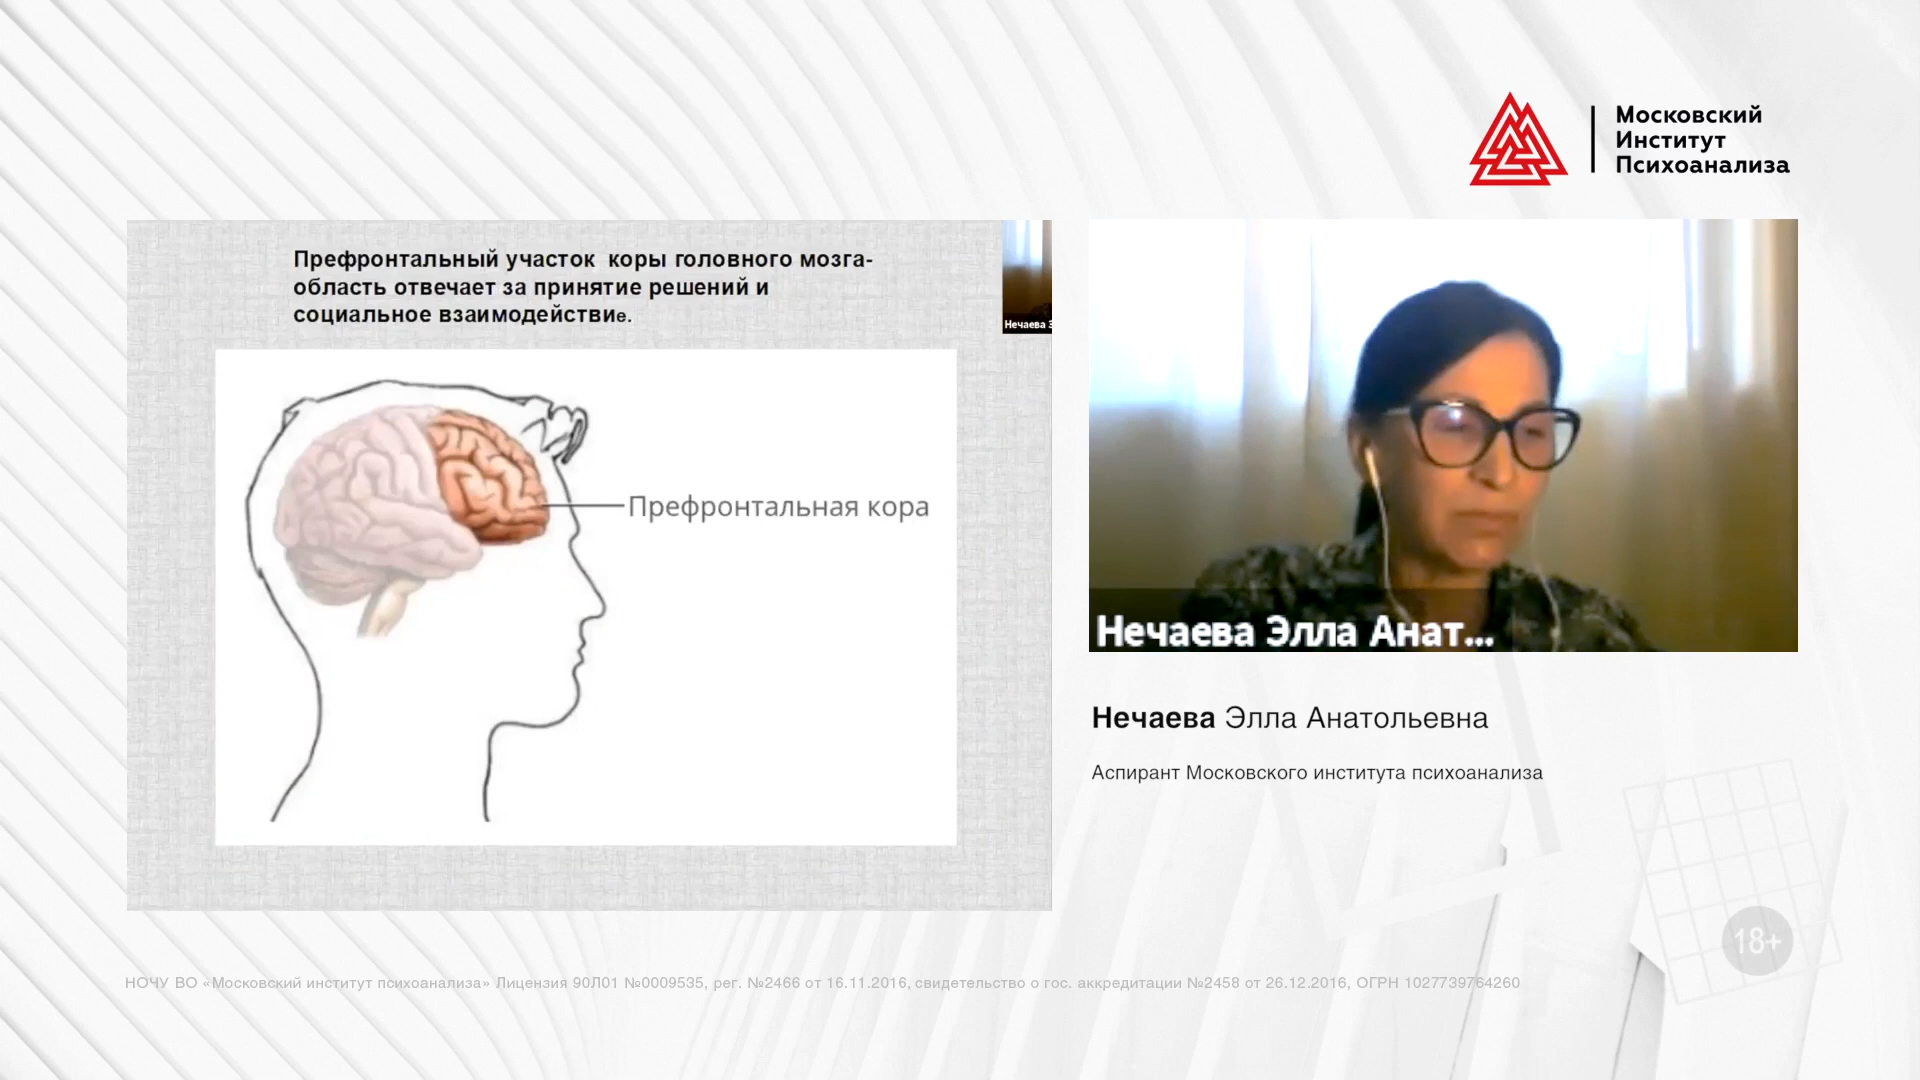 Московский
Институт
Психоанализа
Префронтальный участок коры головного мозга-
область отвечает за принятие решений и
социальное взаимодействие.
Нечаева Э
Префронтальная кора
Нечаева Элла Анат...
Нечаева Элла Анатольевна
Аспирант Московского института психоанализа
18+
НОЧУ ВО «Московский институт психоанализа» Лицензия 90Л01 №0009535, рег. №2466 от 16.11.2016, свидетельство о гос. аккредитации №2458 от 26.12.2016, ОГРН 1027739764260